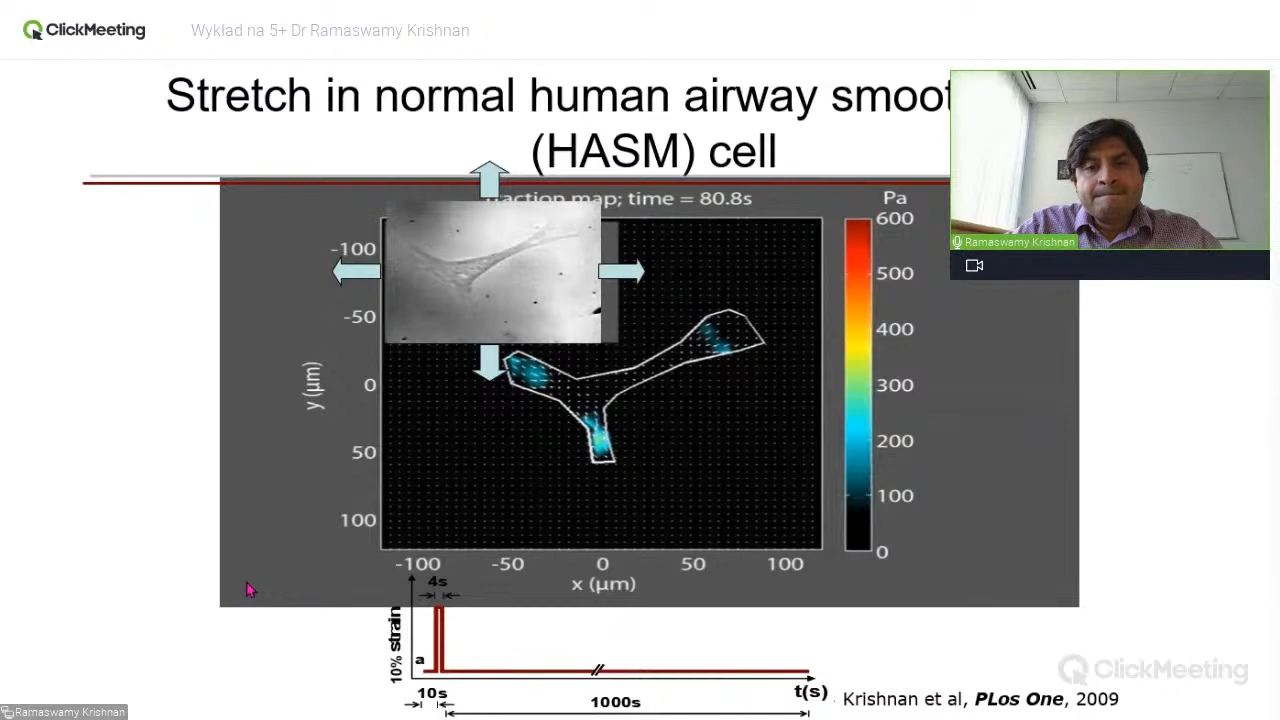 ClickMeeting
Wykład na 5+ Dr Ramaswamy Krishnan
Stretch in normal human airway
(HASM) cell
map; time = 80.8s
Pa
600
500
400
300
200
100
0
-100
-50
0
50
100
y (μm)
-100 -50 0 50 100
x (μm)
Ramaswamy Krishnan
4s
10% strain
a
10s
1000s
t(s)
Krishnan et al, PLos One, 2009
ClickMeeting
Ramaswamy Krishnan